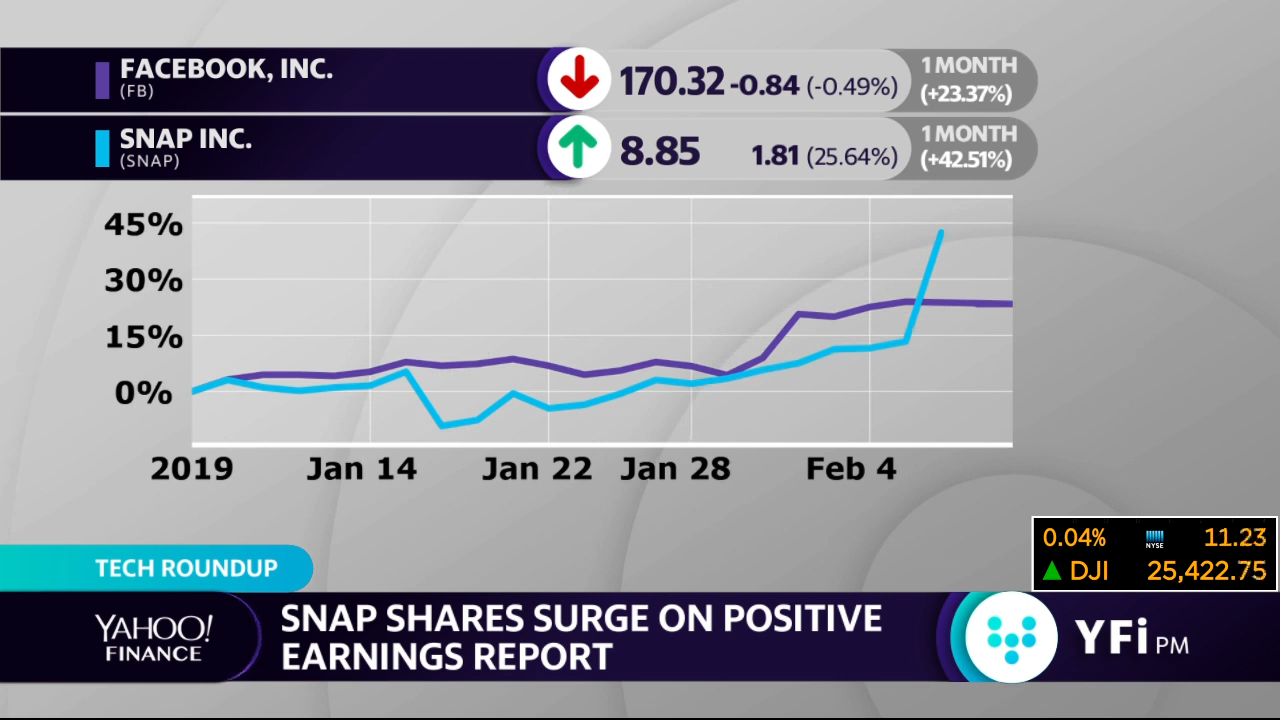 FACEBOOK, INC.
(FB)
170.32 -0.84 (-0.49%)
1 MONTH
(+23.37%)
SNAP INC.
(SNAP)
8.85 1.81 (25.64%)
1 MONTH
(+42.51%)
45%
30%
15%
0%
2019 Jan 14 Jan 22 Jan 28 Feb 4
0.04% NYSE 11.23
DJI 25,422.75
TECH ROUNDUP
YAHOO!
FINANCE
SNAP SHARES SURGE ON POSITIVE
EARNINGS REPORT
YFi PM